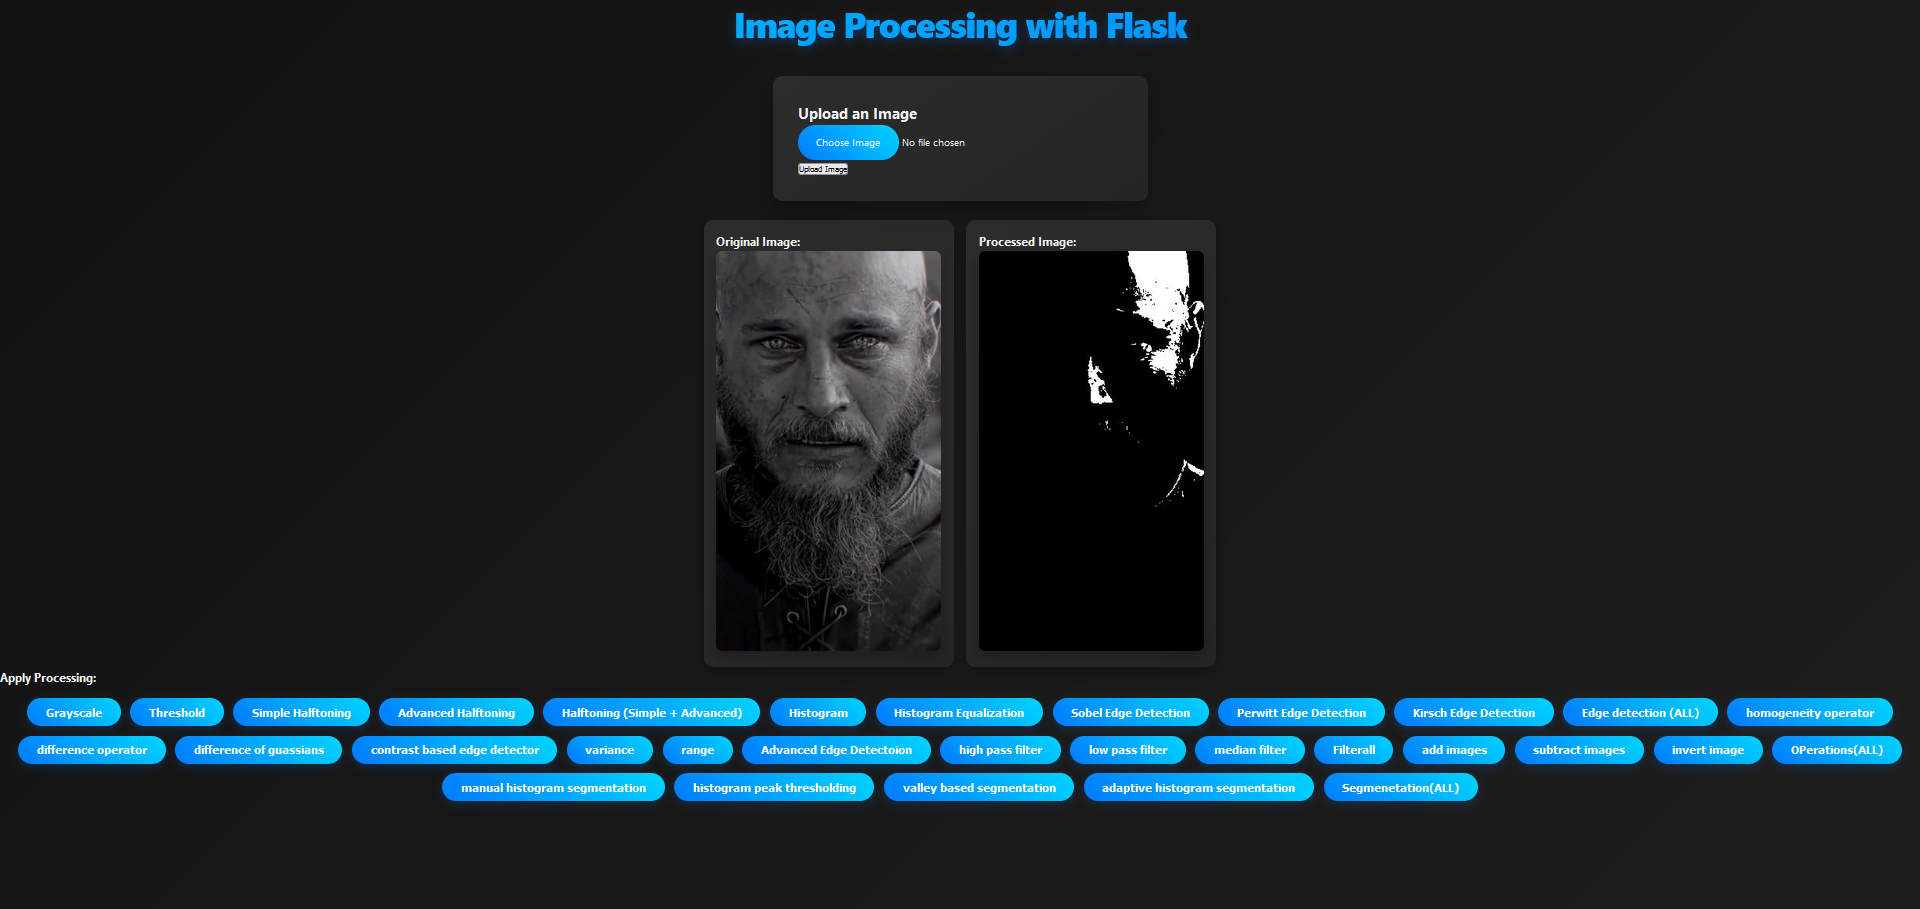 Image Processing with Flask
Upload an Image
Choose Image No file chosen
Upload Image
Original Image:
Processed Image:
Apply Processing:
Grayscale Threshold Simple Halftoning Advanced Halftoning Halftoning (Simple + Advanced) Histogram Histogram Equalization Sobel Edge Detection Perwitt Edge Detection Kirsch Edge Detection Edge detection (ALL) homogeneity operator
difference operator difference of guassians contrast based edge detector variance range Advanced Edge Detectoion high pass filter low pass filter median filter Filterall add images subtract images invert image OPerations(ALL)
manual histogram segmentation histogram peak thresholding valley based segmentation adaptive histogram segmentation Segmenetation(ALL)